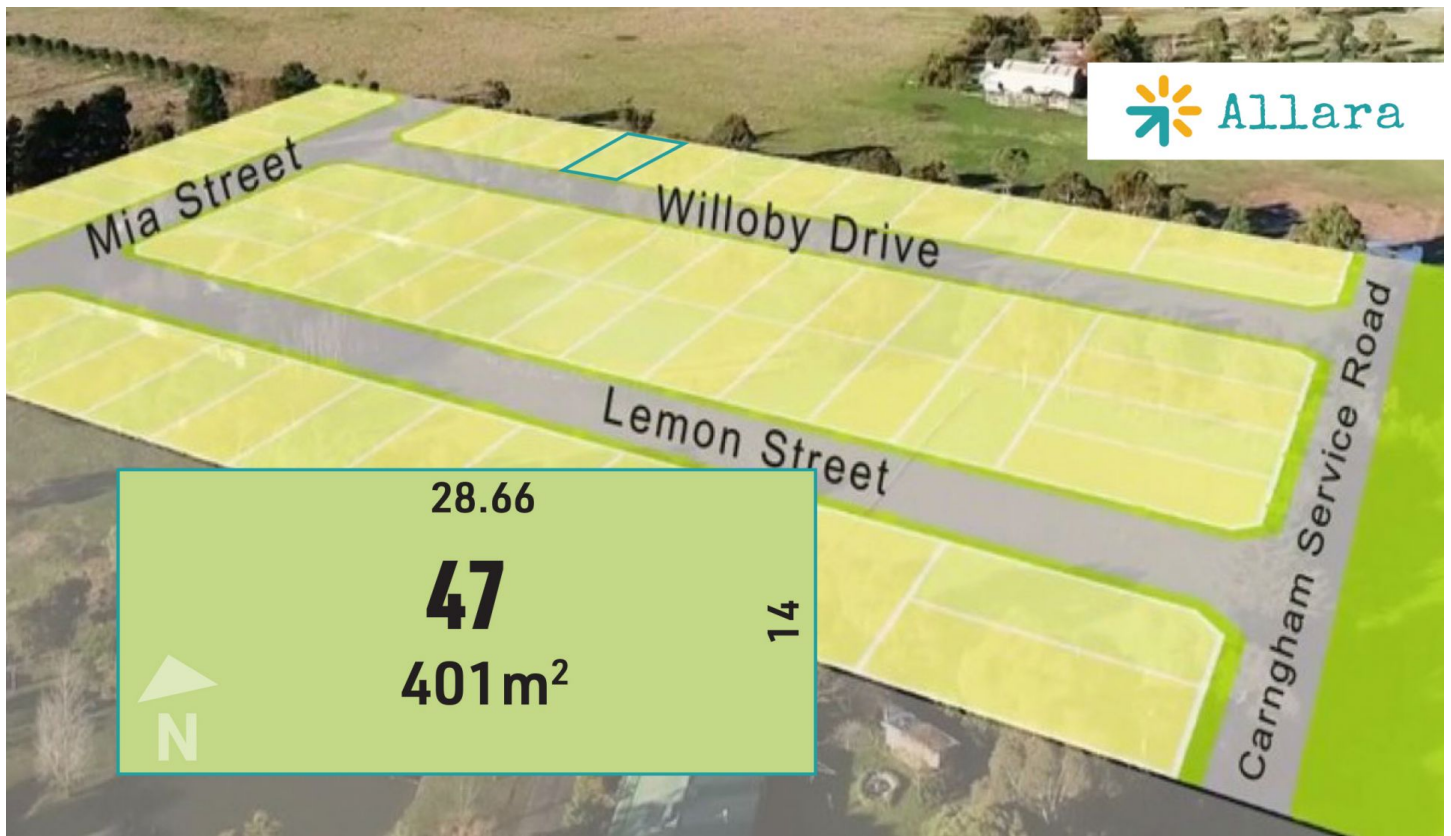 Allara
Mia Street
Willoby Drive
Lemon Street
Carngham Service Road
28.66
47
14
401m²
N